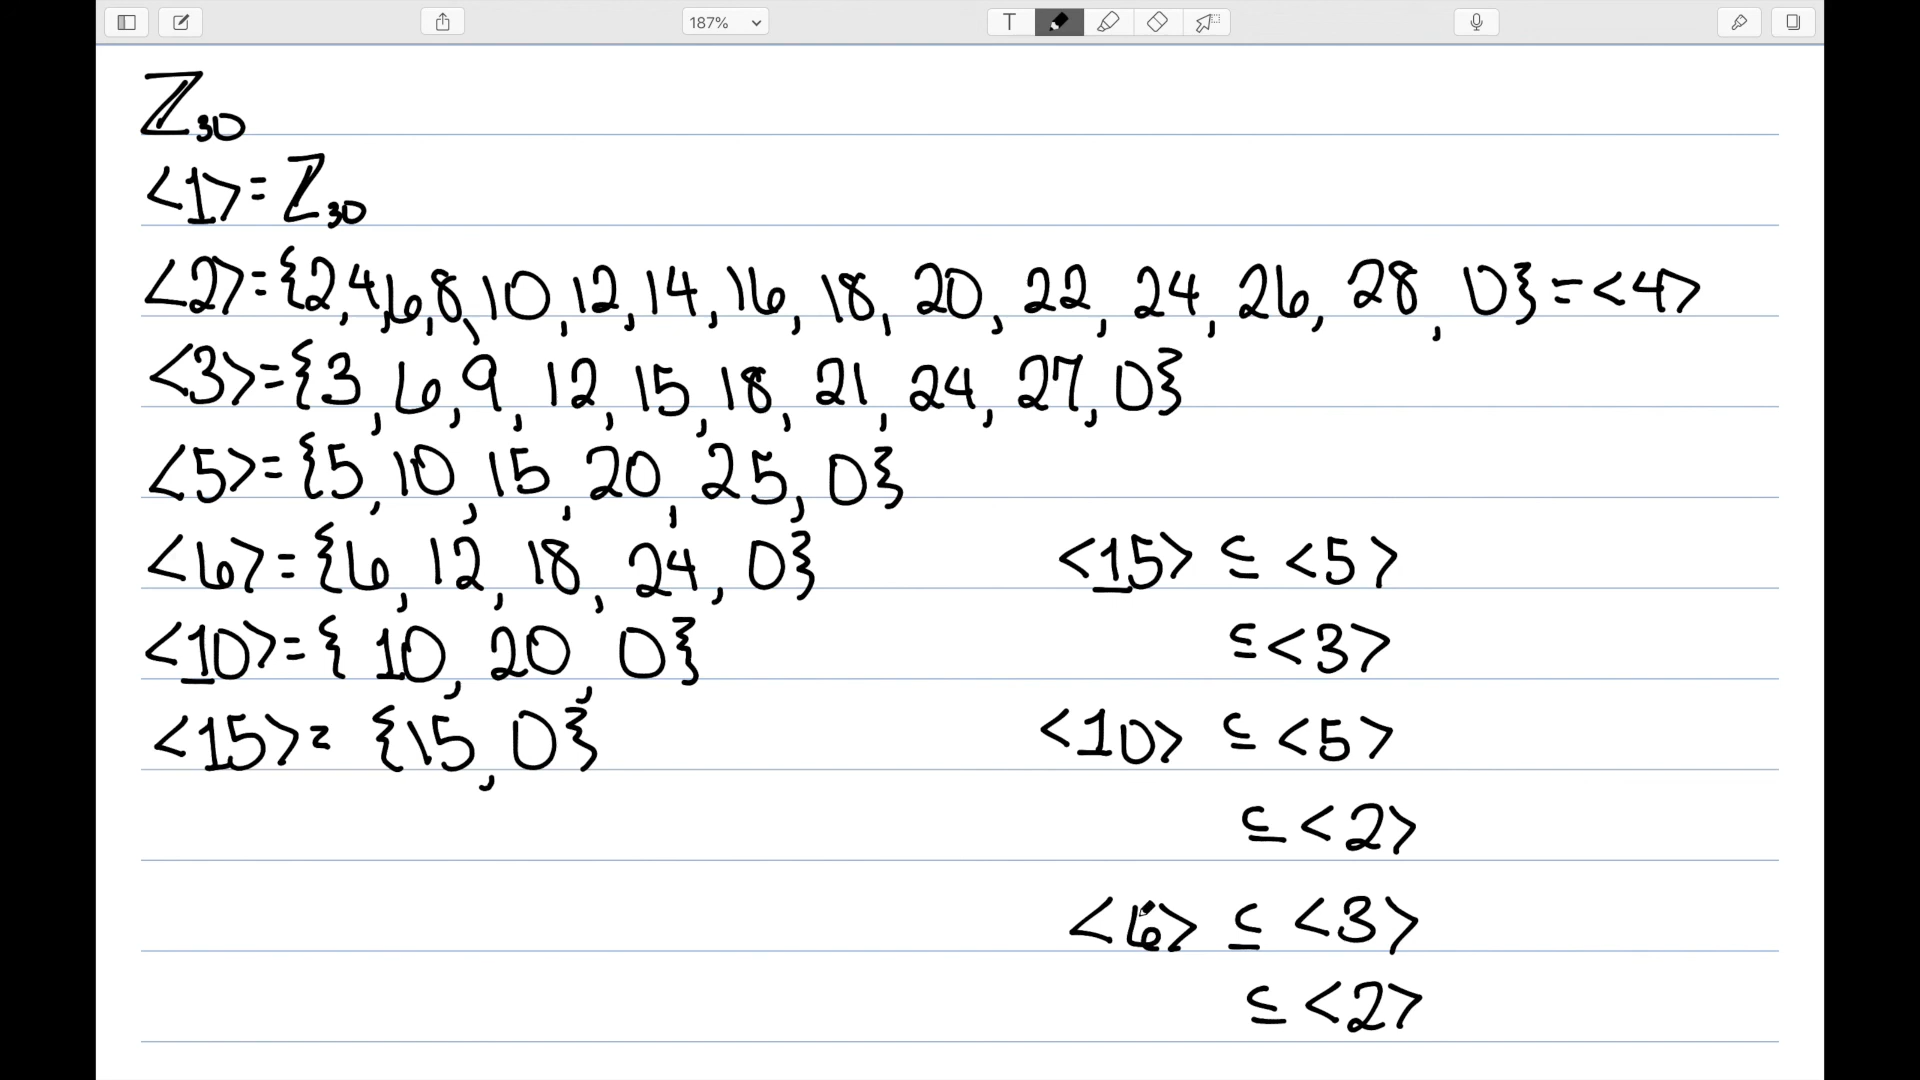 187%
T
ℤ₃₀
<1>=ℤ₃₀
<2>={2,4,6,8,10,12,14,16,18,20,22,24,26,28,0}=<4>
<3>={3,6,9,12,15,18,21,24,27,0}
<5>={5,10,15,20,25,0}
<6>={6,12,18,24,0}
<10>={10,20,0}
<15>={15,0}
<15> ⊆ <5>
⊆ <3>
<10> ⊆ <5>
⊆ <2>
<6> ⊆ <3>
⊆ <2>